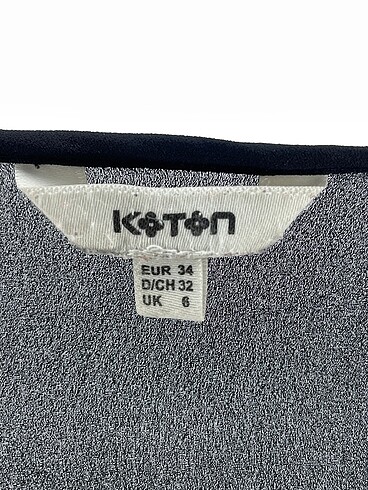 KOTON
EUR 34
D/CH 32
UK 6